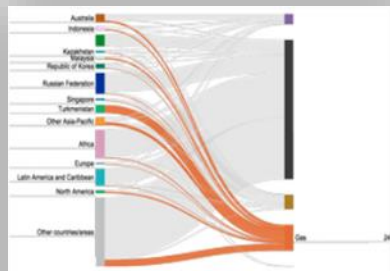 Australia
Indonesia
Kazakhstan
Malaysia
Republic of Korea
Russian Federation
Singapore
Turkmenistan
Other Asia-Pacific
Africa
Europe
Latin America and Caribbean
North America
Other countries/areas
Gas
24